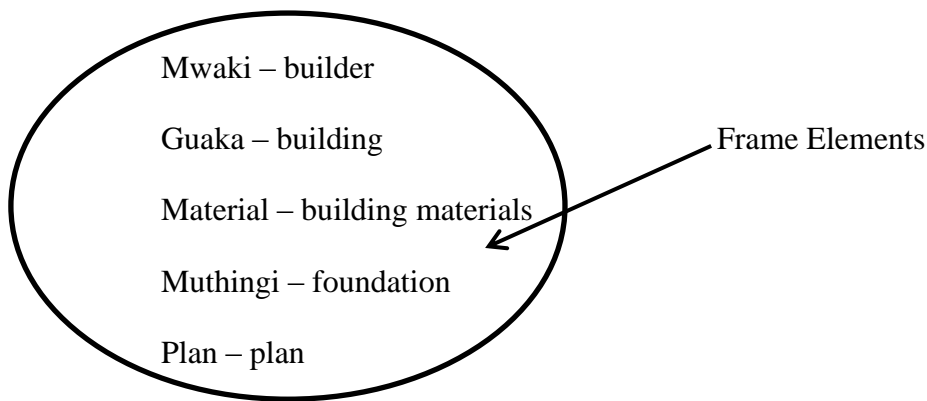 Mwaki – builder
Guaka – building
Frame Elements
Material – building materials
Muthingi – foundation
Plan – plan